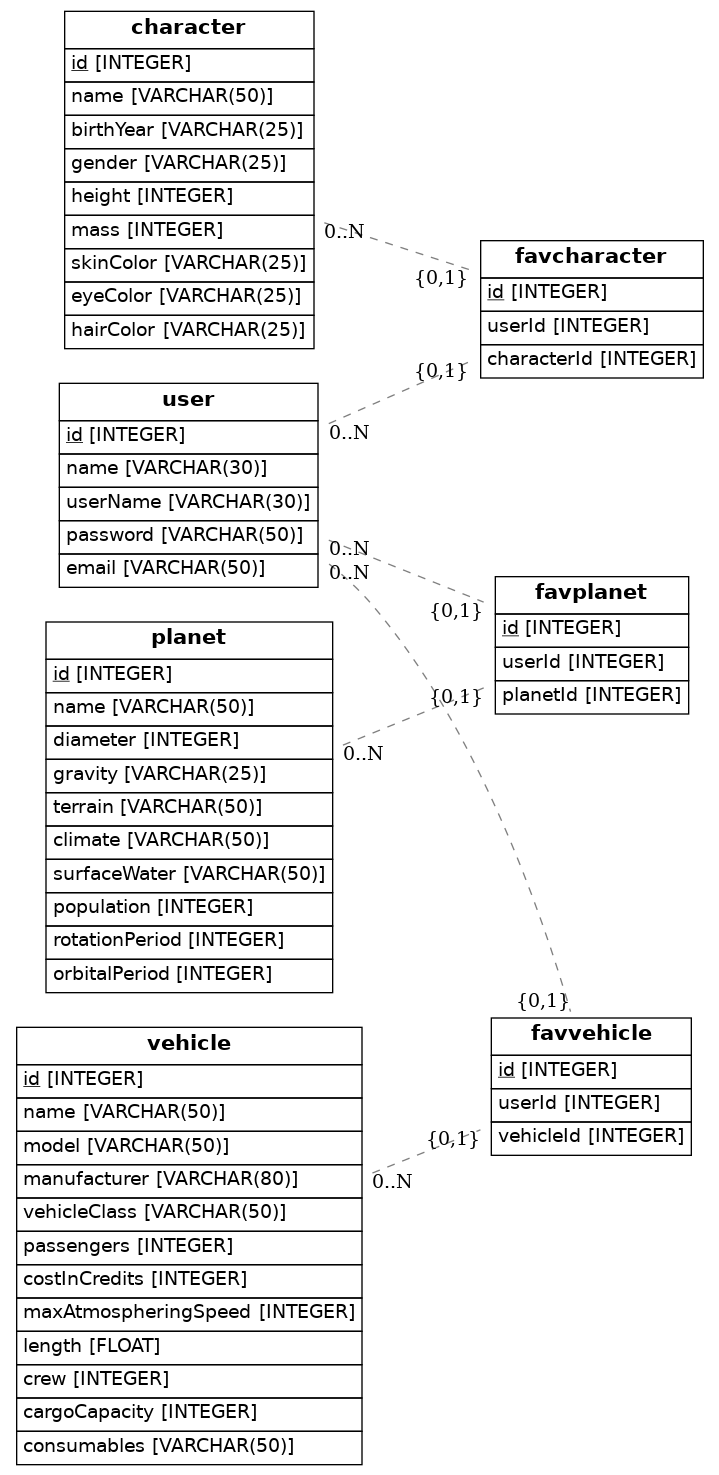 character
id [INTEGER]
name [VARCHAR(50)]
birthYear [VARCHAR(25)]
gender [VARCHAR(25)]
height [INTEGER]
mass [INTEGER]
skinColor [VARCHAR(25)]
eyeColor [VARCHAR(25)]
hairColor [VARCHAR(25)]
0..N
{0,1}
favcharacter
id [INTEGER]
userId [INTEGER]
characterId [INTEGER]
{0,1}
0..N
user
id [INTEGER]
name [VARCHAR(30)]
userName [VARCHAR(30)]
password [VARCHAR(50)]
email [VARCHAR(50)]
0..N
0..N
{0,1}
favplanet
id [INTEGER]
userId [INTEGER]
planetId [INTEGER]
{0,1}
0..N
planet
id [INTEGER]
name [VARCHAR(50)]
diameter [INTEGER]
gravity [VARCHAR(25)]
terrain [VARCHAR(50)]
climate [VARCHAR(50)]
surfaceWater [VARCHAR(50)]
population [INTEGER]
rotationPeriod [INTEGER]
orbitalPeriod [INTEGER]
{0,1}
favvehicle
id [INTEGER]
userId [INTEGER]
vehicleId [INTEGER]
{0,1}
0..N
vehicle
id [INTEGER]
name [VARCHAR(50)]
model [VARCHAR(50)]
manufacturer [VARCHAR(80)]
vehicleClass [VARCHAR(50)]
passengers [INTEGER]
costInCredits [INTEGER]
maxAtmospheringSpeed [INTEGER]
length [FLOAT]
crew [INTEGER]
cargoCapacity [INTEGER]
consumables [VARCHAR(50)]